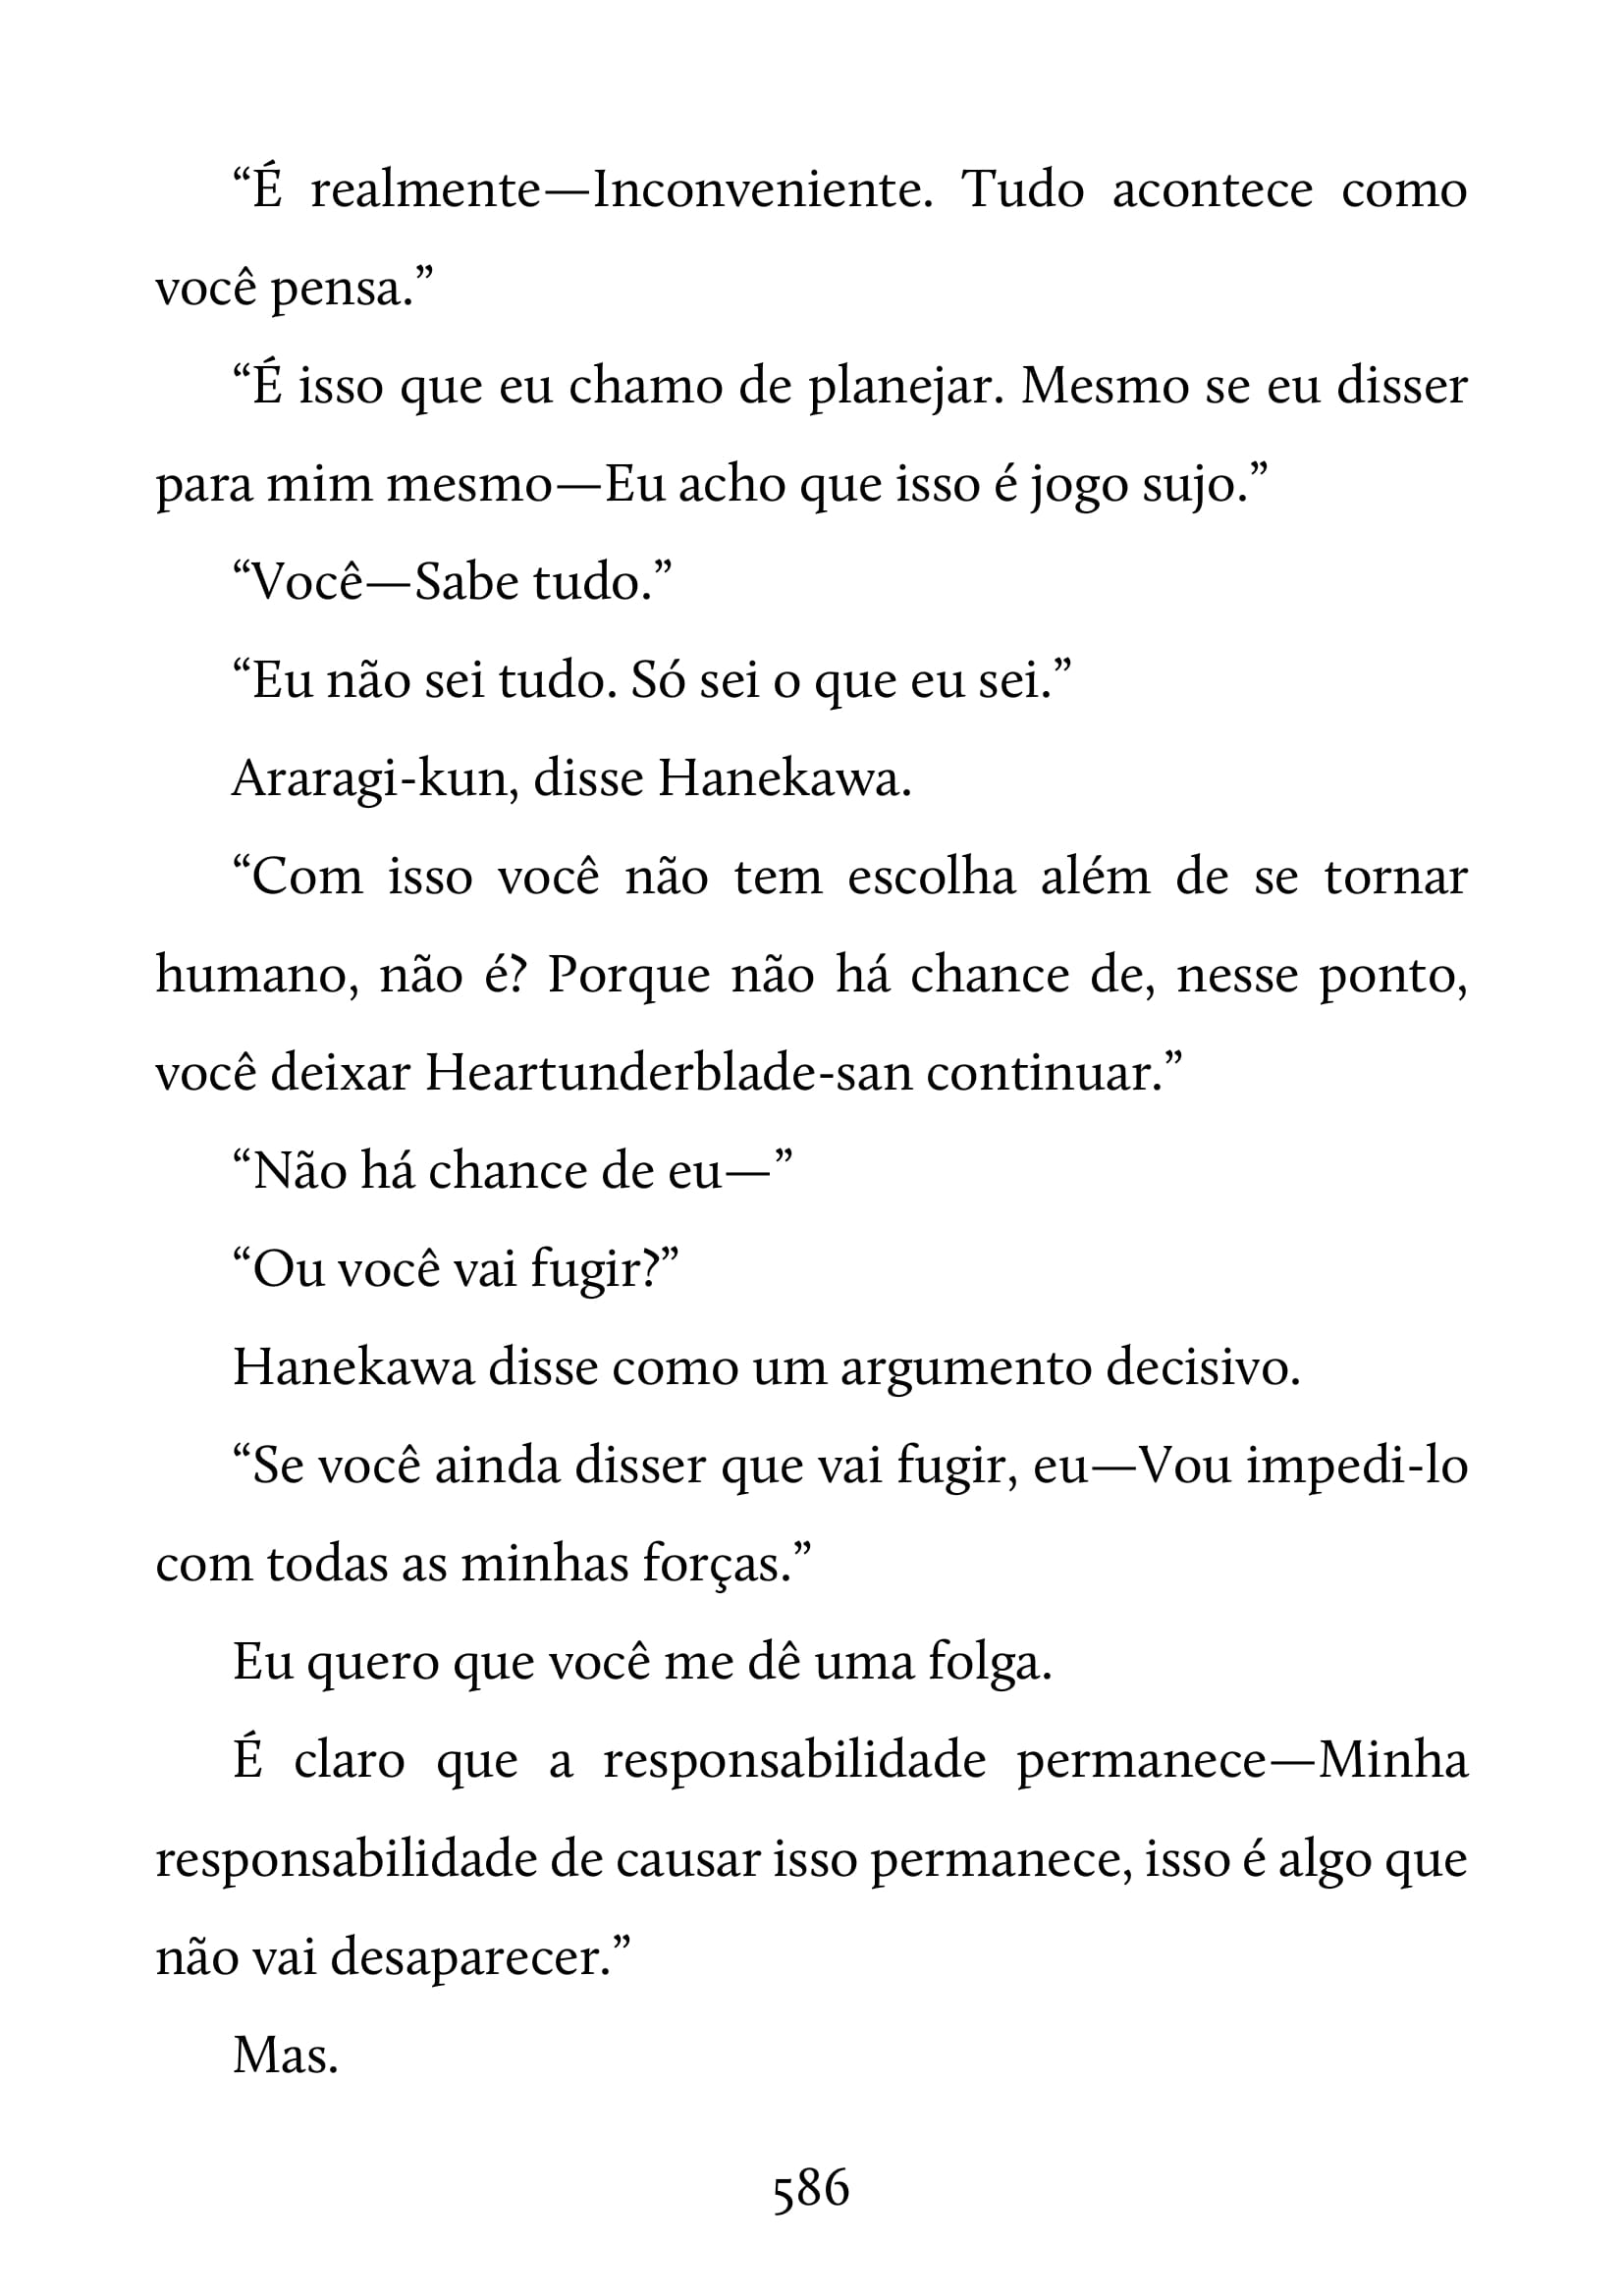 “É realmente—Inconveniente. Tudo acontece como
você pensa.”
“É isso que eu chamo de planejar. Mesmo se eu disser
para mim mesmo—Eu acho que isso é jogo sujo.”
“Você—Sabe tudo.”
“Eu não sei tudo. Só sei o que eu sei.”
Araragi-kun, disse Hanekawa.
“Com isso você não tem escolha além de se tornar
humano, não é? Porque não há chance de, nesse ponto,
você deixar Heartunderblade-san continuar.”
“Não há chance de eu—”
“Ou você vai fugir?”
Hanekawa disse como um argumento decisivo.
“Se você ainda disser que vai fugir, eu—Vou impedi-lo
com todas as minhas forças.”
Eu quero que você me dê uma folga.
É claro que a responsabilidade permanece—Minha
responsabilidade de causar isso permanece, isso é algo que
não vai desaparecer.”
Mas.
586